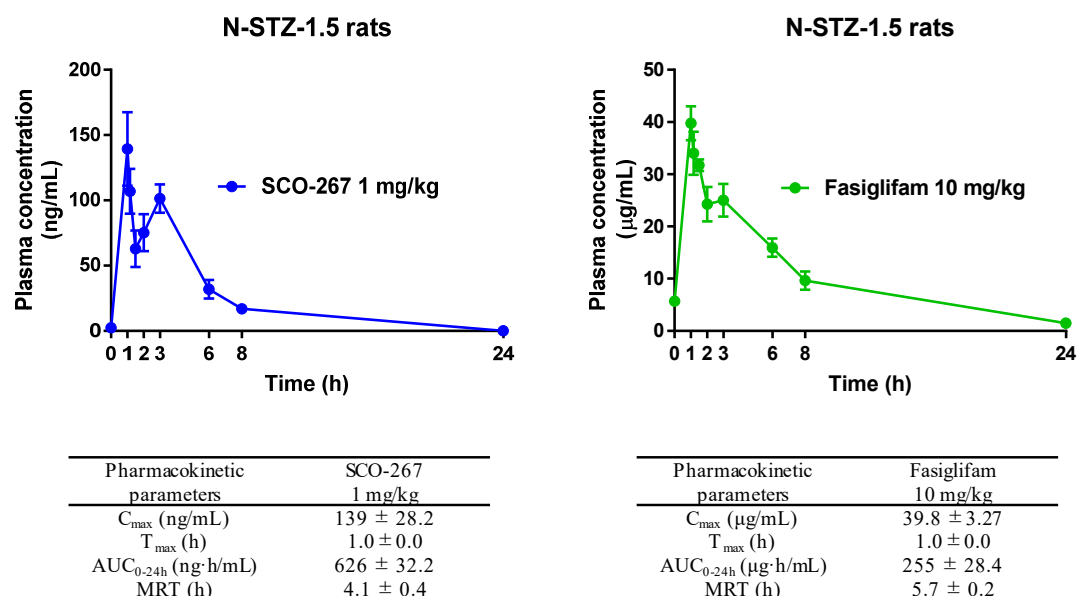 N-STZ-1.5 rats
200
150
100
50
0
Plasma concentration
(ng/mL)
SCO-267 1 mg/kg
0 1 2 3 6 8 24
Time (h)
N-STZ-1.5 rats
50
40
30
20
10
0
Plasma concentration
(µg/mL)
Fasiglifam 10 mg/kg
0 1 2 3 6 8 24
Time (h)
Pharmacokinetic SCO-267
parameters 1 mg/kg
Cmax (ng/mL) 139 ± 28.2
Tmax (h) 1.0 ± 0.0
AUC0-24h (ng·h/mL) 626 ± 32.2
MRT (h) 4.1 ± 0.4
Pharmacokinetic Fasiglifam
parameters 10 mg/kg
Cmax (µg/mL) 39.8 ± 3.27
Tmax (h) 1.0 ± 0.0
AUC0-24h (µg·h/mL) 255 ± 28.4
MRT (h) 5.7 ± 0.2